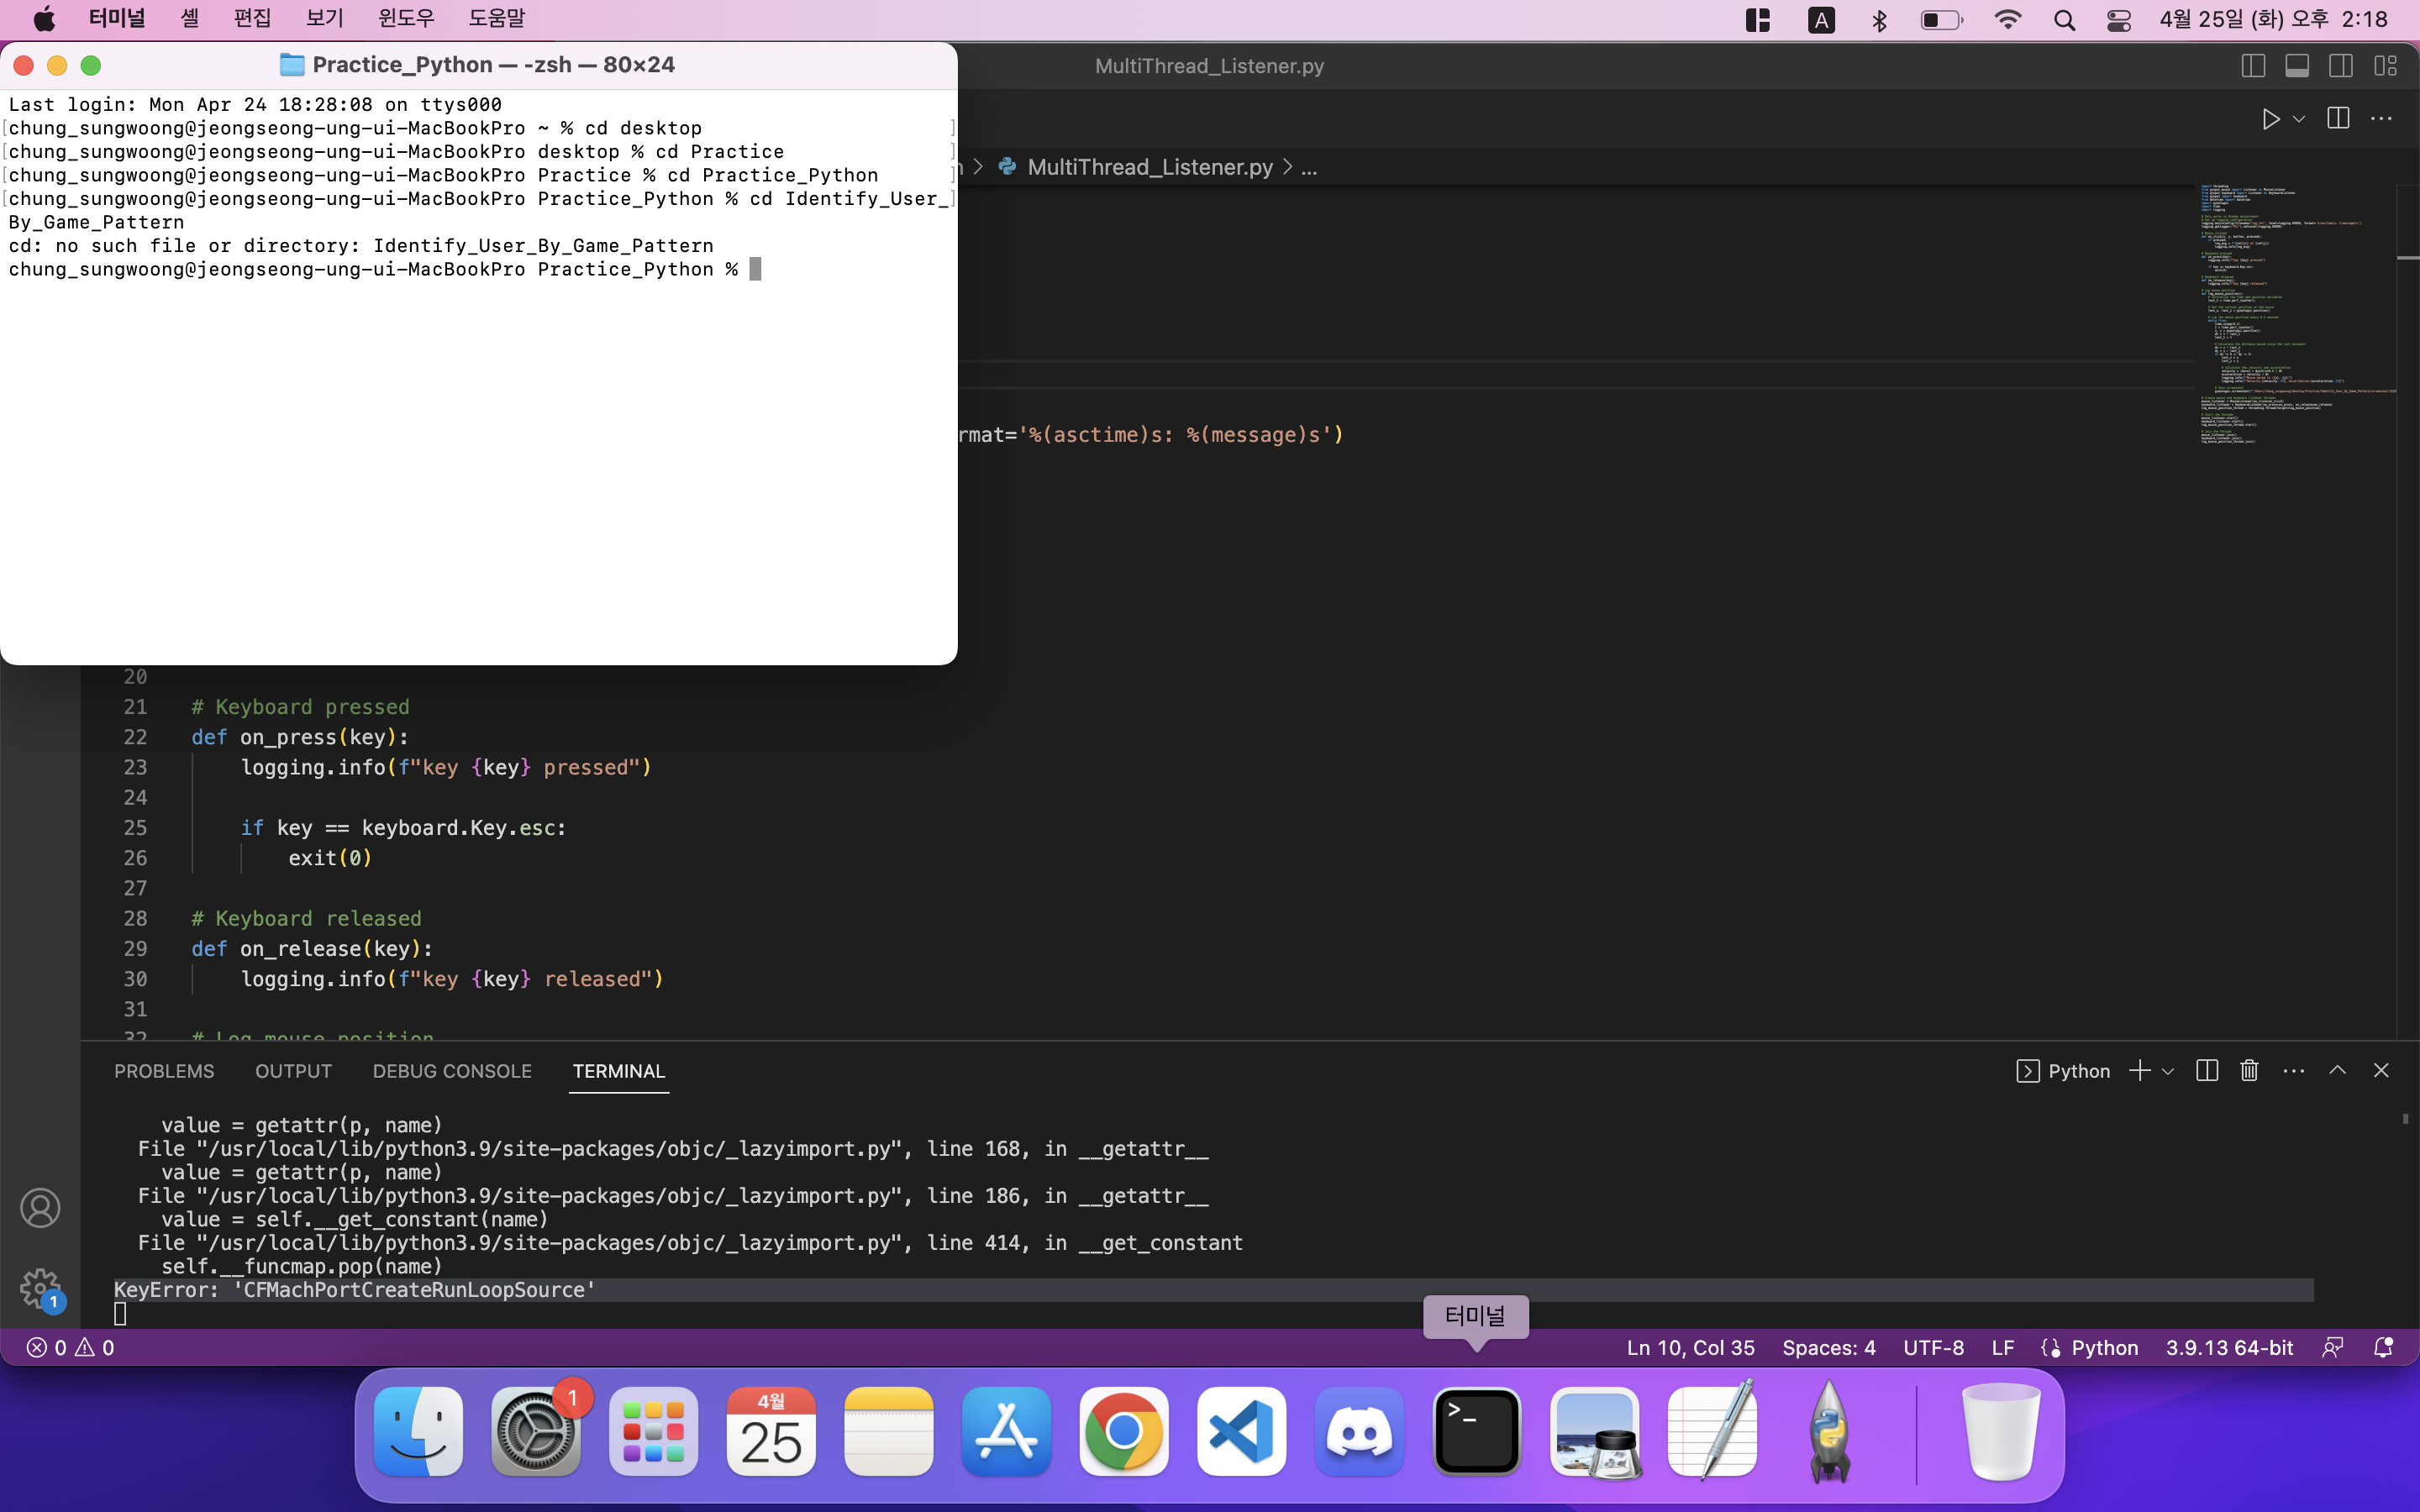 터미널 셸 편집 보기 윈도우 도움말 A 4월 25일 (화) 오후 2:18
Practice_Python — -zsh — 80×24
MultiThread_Listener.py
Last login: Mon Apr 24 18:28:08 on ttys000
[chung_sungwoong@jeongseong-ung-ui-MacBookPro ~ % cd desktop ]
[chung_sungwoong@jeongseong-ung-ui-MacBookPro desktop % cd Practice ]
[chung_sungwoong@jeongseong-ung-ui-MacBookPro Practice % cd Practice_Python ]
[chung_sungwoong@jeongseong-ung-ui-MacBookPro Practice_Python % cd Identify_User_]
By_Game_Pattern
cd: no such file or directory: Identify_User_By_Game_Pattern
chung_sungwoong@jeongseong-ung-ui-MacBookPro Practice_Python %
n > MultiThread_Listener.py > ...
rmat='%(asctime)s: %(message)s')
20
21 # Keyboard pressed
22 def on_press(key):
23 logging.info(f"key {key} pressed")
24
25 if key == keyboard.Key.esc:
26 exit(0)
27
28 # Keyboard released
29 def on_release(key):
30 logging.info(f"key {key} released")
31
32 # Log mouse position
PROBLEMS OUTPUT DEBUG CONSOLE TERMINAL Python
value = getattr(p, name)
File "/usr/local/lib/python3.9/site-packages/objc/_lazyimport.py", line 168, in __getattr__
value = getattr(p, name)
File "/usr/local/lib/python3.9/site-packages/objc/_lazyimport.py", line 186, in __getattr__
value = self.__get_constant(name)
File "/usr/local/lib/python3.9/site-packages/objc/_lazyimport.py", line 414, in __get_constant
self.__funcmap.pop(name)
KeyError: 'CFMachPortCreateRunLoopSource'
1
터미널
0 0 Ln 10, Col 35 Spaces: 4 UTF-8 LF Python 3.9.13 64-bit
1
4월
25
>_